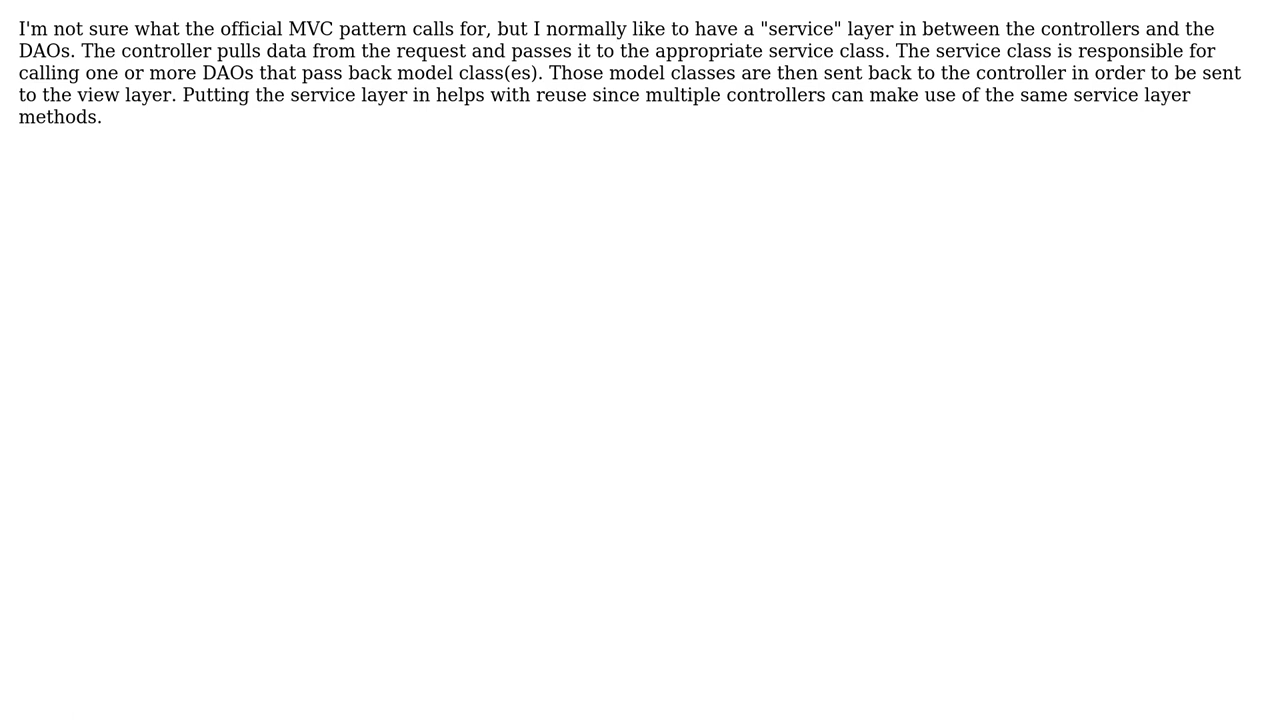 I'm not sure what the official MVC pattern calls for, but I normally like to have a "service" layer in between the controllers and the
DAOs. The controller pulls data from the request and passes it to the appropriate service class. The service class is responsible for
calling one or more DAOs that pass back model class(es). Those model classes are then sent back to the controller in order to be sent
to the view layer. Putting the service layer in helps with reuse since multiple controllers can make use of the same service layer
methods.